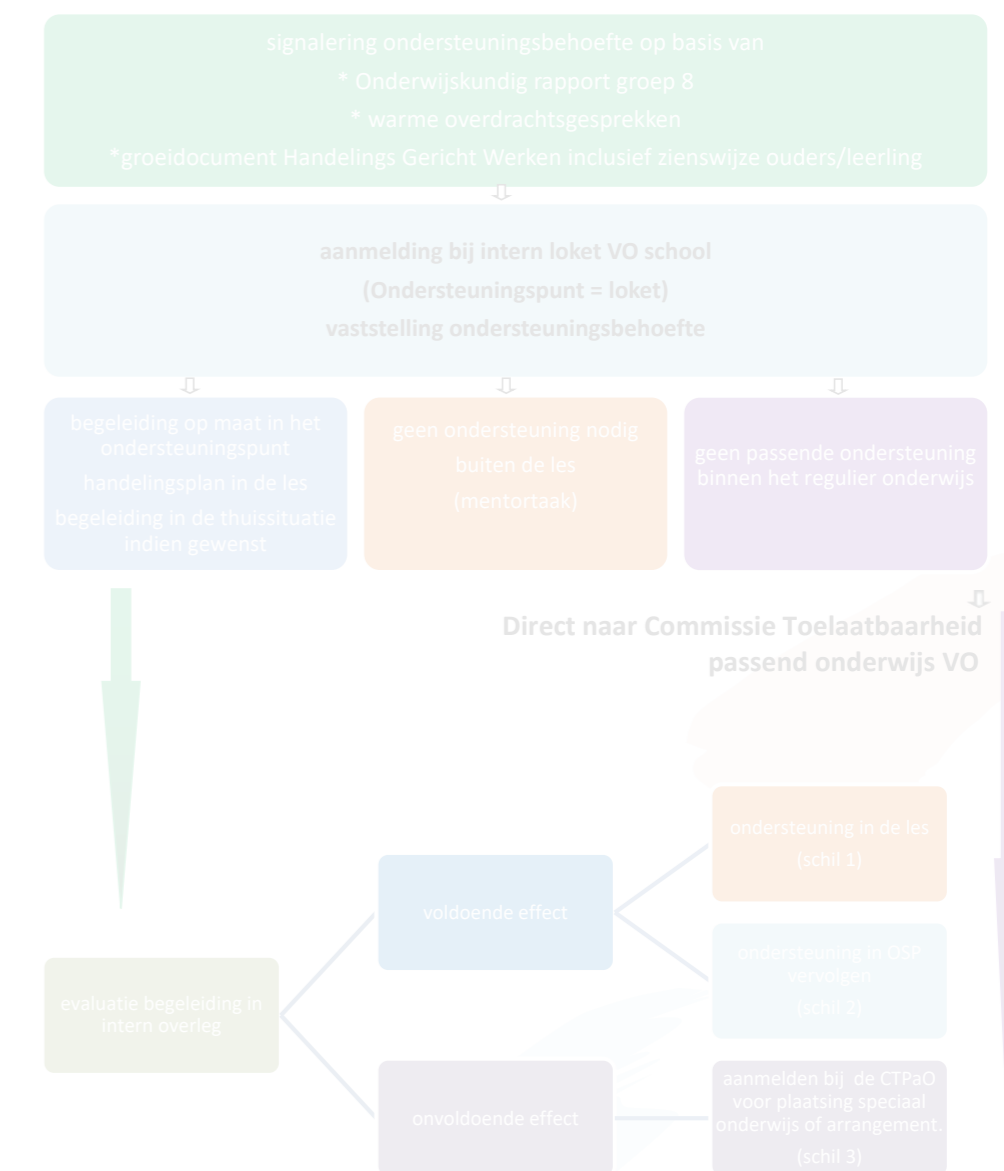 signalering ondersteuningsbehoefte op basis van
* Onderwijskundig rapport groep 8
* warme overdrachtsgesprekken
*groeidocument Handelings Gericht Werken inclusief zienswijze ouders/leerling
aanmelding bij intern loket VO school
(Ondersteuningspunt = loket)
vaststelling ondersteuningsbehoefte
begeleiding op maat in het
ondersteuningspunt
handelingsplan in de les
begeleiding in de thuissituatie
indien gewenst
geen ondersteuning nodig
buiten de les
(mentortaak)
geen passende ondersteuning
binnen het regulier onderwijs
Direct naar Commissie Toelaatbaarheid
passend onderwijs VO
evaluatie begeleiding in
intern overleg
voldoende effect
ondersteuning in de les
(schil 1)
ondersteuning in OSP
vervolgen
(schil 2)
onvoldoende effect
aanmelden bij de CTPaO
voor plaatsing speciaal
onderwijs of arrangement.
(schil 3)